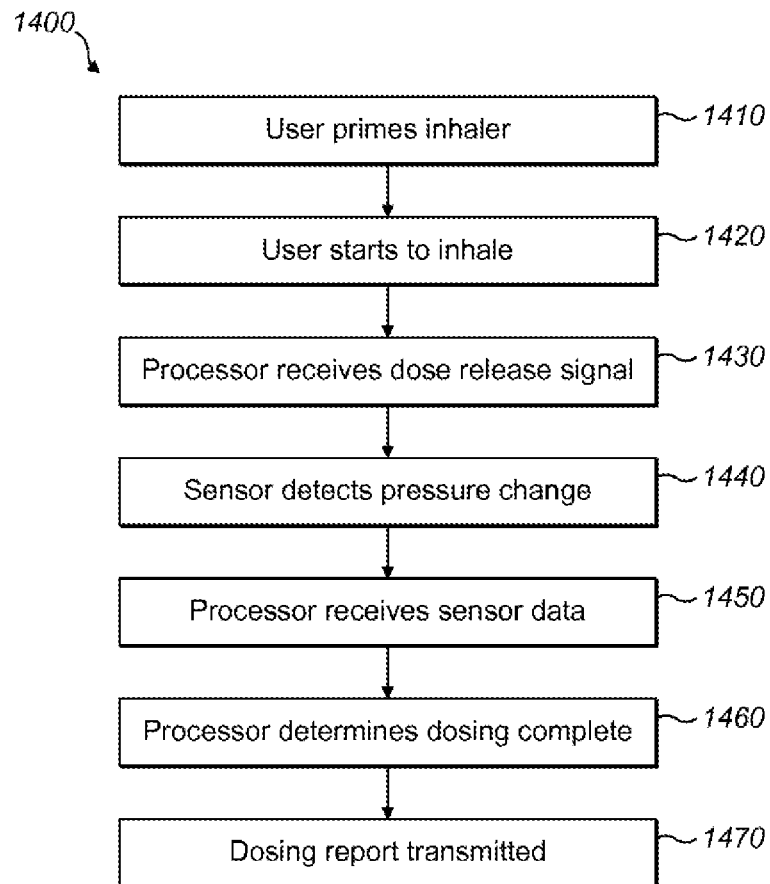 1400
User primes inhaler
1410
User starts to inhale
1420
Processor receives dose release signal
1430
Sensor detects pressure change
1440
Processor receives sensor data
1450
Processor determines dosing complete
1460
Dosing report transmitted
1470